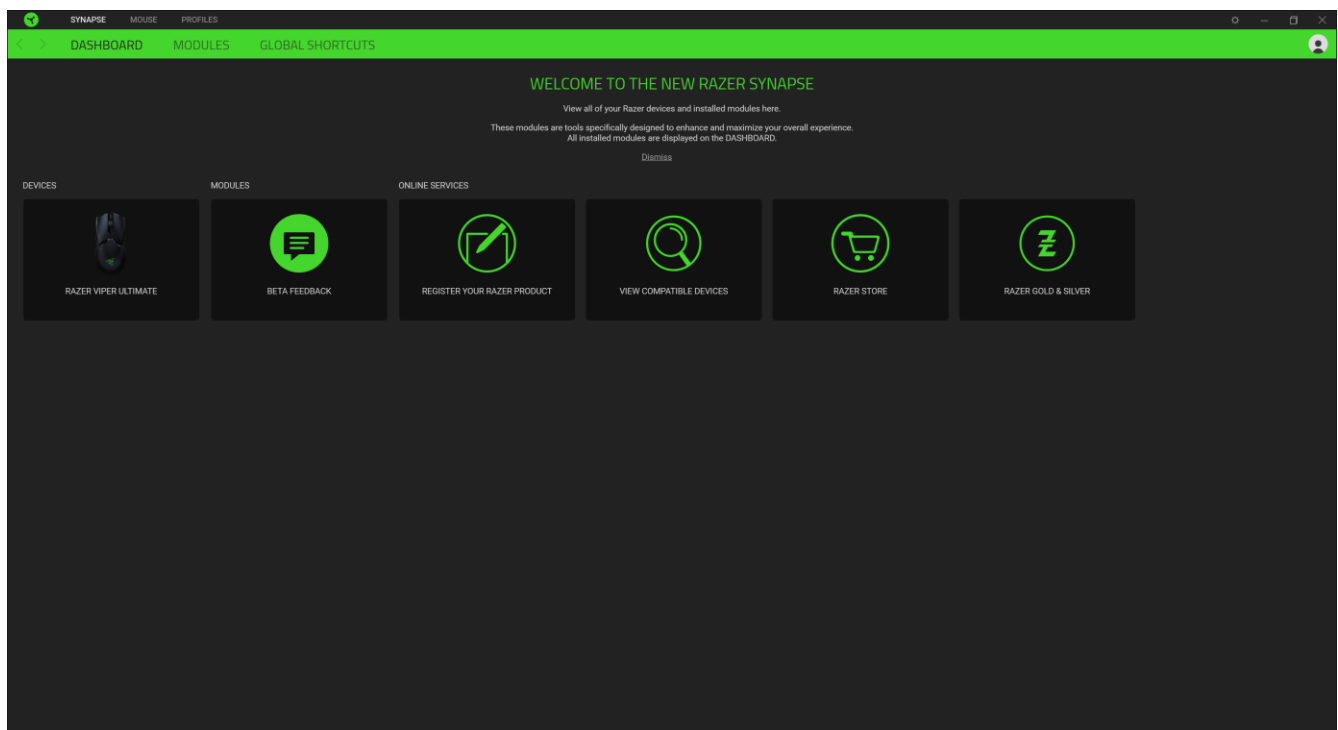 SYNAPSE MOUSE PROFILES
DASHBOARD MODULES GLOBAL SHORTCUTS
WELCOME TO THE NEW RAZER SYNAPSE
View all of your Razer devices and installed modules here.
These modules are tools specifically designed to enhance and maximize your overall experience.
All installed modules are displayed on the DASHBOARD.
Dismiss
DEVICES MODULES ONLINE SERVICES
RAZER VIPER ULTIMATE BETA FEEDBACK REGISTER YOUR RAZER PRODUCT VIEW COMPATIBLE DEVICES RAZER STORE RAZER GOLD & SILVER